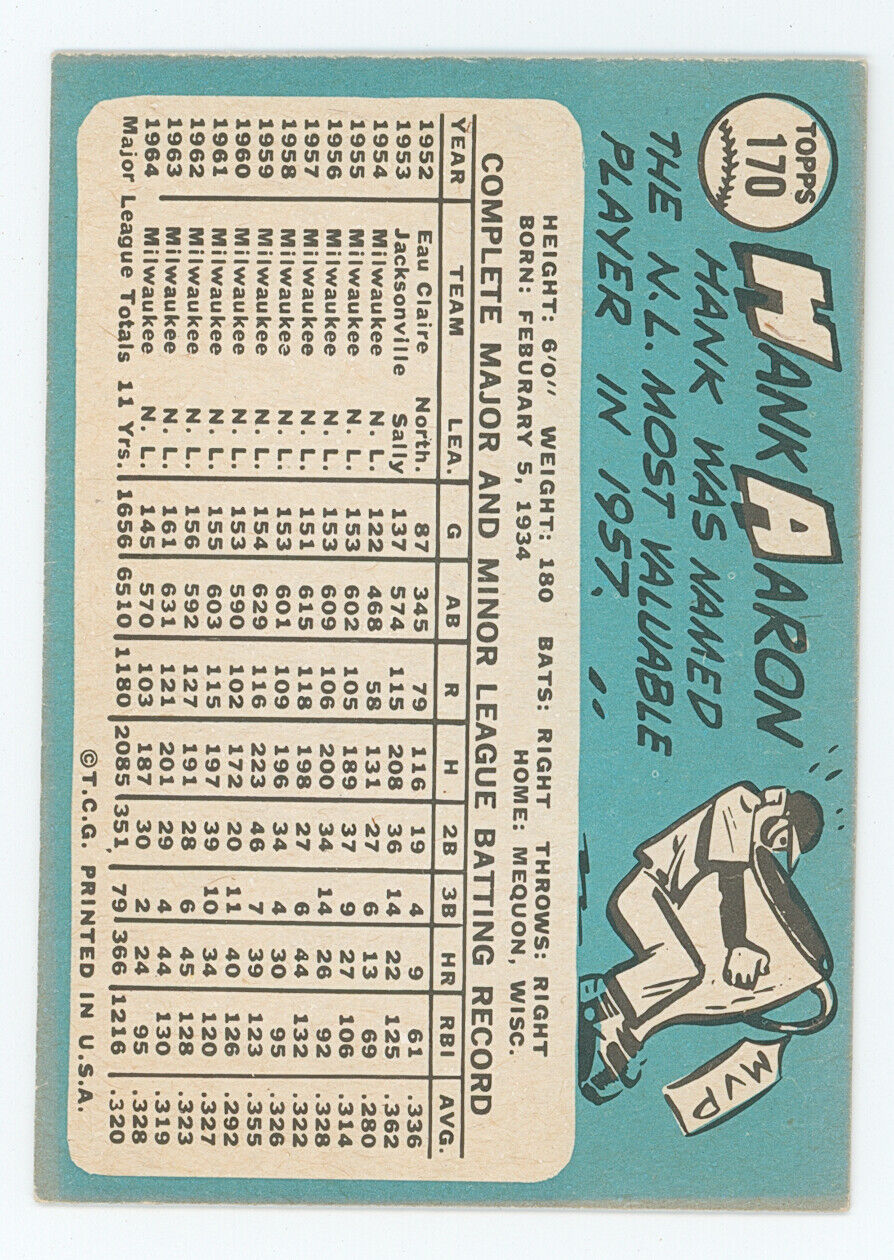 TOPPS
170
HANK AARON
HANK WAS NAMED
THE N.L. MOST VALUABLE
PLAYER IN 1957.
MVP
HEIGHT: 6'0" WEIGHT: 180 BATS: RIGHT THROWS: RIGHT
BORN: FEBURARY 5, 1934 HOME: MEQUON, WISC.
COMPLETE MAJOR AND MINOR LEAGUE BATTING RECORD
YEAR TEAM LEA. G AB R H 2B 3B HR RBI AVG.
1952 Eau Claire North. 87 345 79 116 19 4 9 61 .336
1953 Jacksonville Sally 137 574 115 208 36 14 22 125 .362
1954 Milwaukee N. L. 122 468 58 131 27 6 13 69 .280
1955 Milwaukee N. L. 153 602 105 189 37 9 27 106 .314
1956 Milwaukee N. L. 153 609 106 200 34 14 26 92 .328
1957 Milwaukee N. L. 151 615 118 198 27 6 44 132 .322
1958 Milwaukee N. L. 153 601 109 196 34 4 30 95 .326
1959 Milwaukee N. L. 154 629 116 223 46 7 39 123 .355
1960 Milwaukee N. L. 153 590 102 172 20 11 40 126 .292
1961 Milwaukee N. L. 155 603 115 197 39 10 34 120 .327
1962 Milwaukee N. L. 156 592 127 191 28 6 45 128 .323
1963 Milwaukee N. L. 161 631 121 201 29 4 44 130 .319
1964 Milwaukee N. L. 145 570 103 187 30 2 24 95 .328
Major League Totals 11 Yrs. 1656 6510 1180 2085 351 79 366 1216 .320
©T.C.G. PRINTED IN U.S.A.